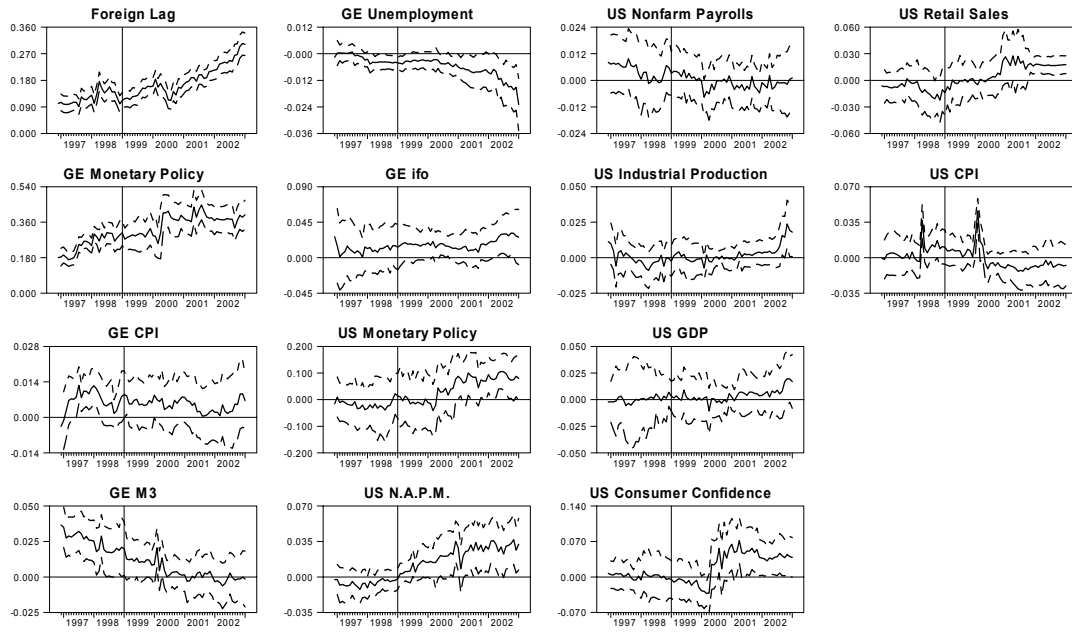 Foreign Lag
0.360
0.270
0.180
0.090
0.000
1997 1998 1999 2000 2001 2002
GE Unemployment
0.012
-0.000
-0.012
-0.024
-0.036
1997 1998 1999 2000 2001 2002
US Nonfarm Payrolls
0.024
0.012
0.000
-0.012
-0.024
1997 1998 1999 2000 2001 2002
US Retail Sales
0.060
0.030
0.000
-0.030
-0.060
1997 1998 1999 2000 2001 2002
GE Monetary Policy
0.540
0.360
0.180
0.000
1997 1998 1999 2000 2001 2002
GE ifo
0.090
0.045
0.000
-0.045
1997 1998 1999 2000 2001 2002
US Industrial Production
0.050
0.025
0.000
-0.025
1997 1998 1999 2000 2001 2002
US CPI
0.070
0.035
0.000
-0.035
1997 1998 1999 2000 2001 2002
GE CPI
0.028
0.014
0.000
-0.014
1997 1998 1999 2000 2001 2002
US Monetary Policy
0.200
0.100
-0.000
-0.100
-0.200
1997 1998 1999 2000 2001 2002
US GDP
0.050
0.025
0.000
-0.025
-0.050
1997 1998 1999 2000 2001 2002
GE M3
0.050
0.025
0.000
-0.025
1997 1998 1999 2000 2001 2002
US N.A.P.M.
0.070
0.035
0.000
-0.035
1997 1998 1999 2000 2001 2002
US Consumer Confidence
0.140
0.070
0.000
-0.070
1997 1998 1999 2000 2001 2002